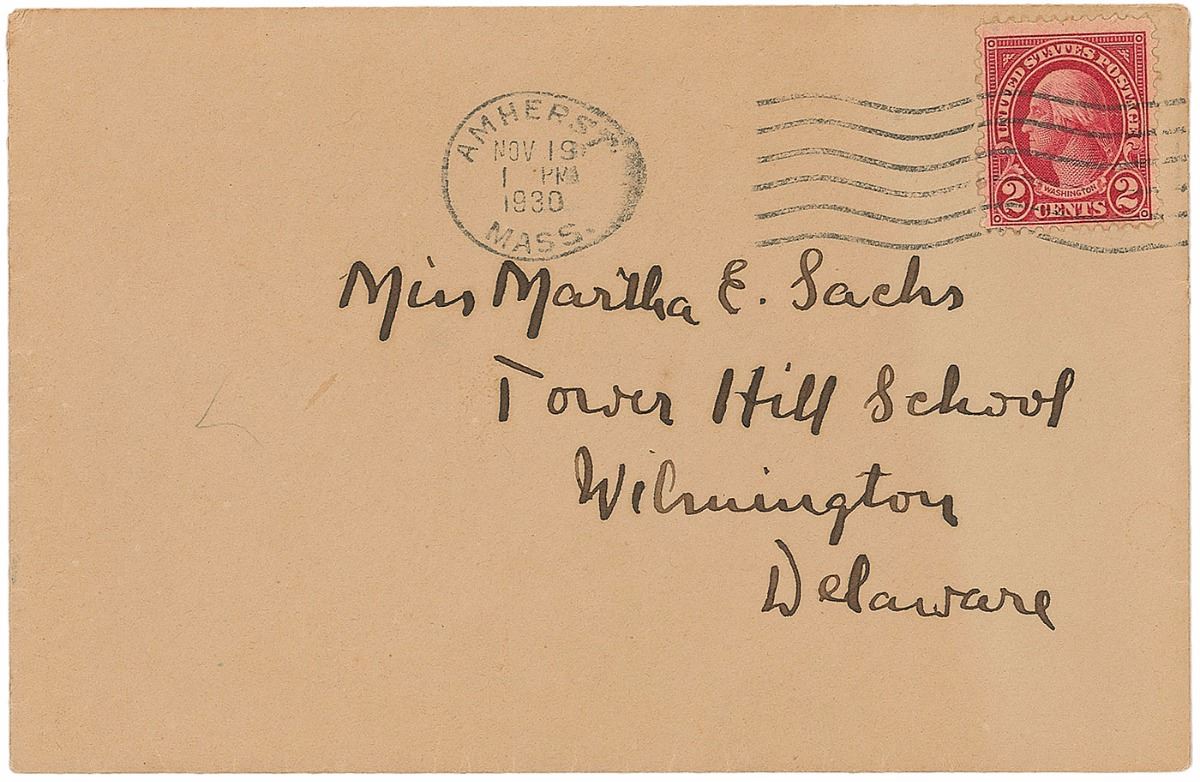 UNITED STATES POSTAGE
WASHINGTON
2 CENTS 2
AMHERST.
NOV 19
1 PM
1930
MASS.
Miss Martha E. Sachs
Tower Hill School
Wilmington
Delaware